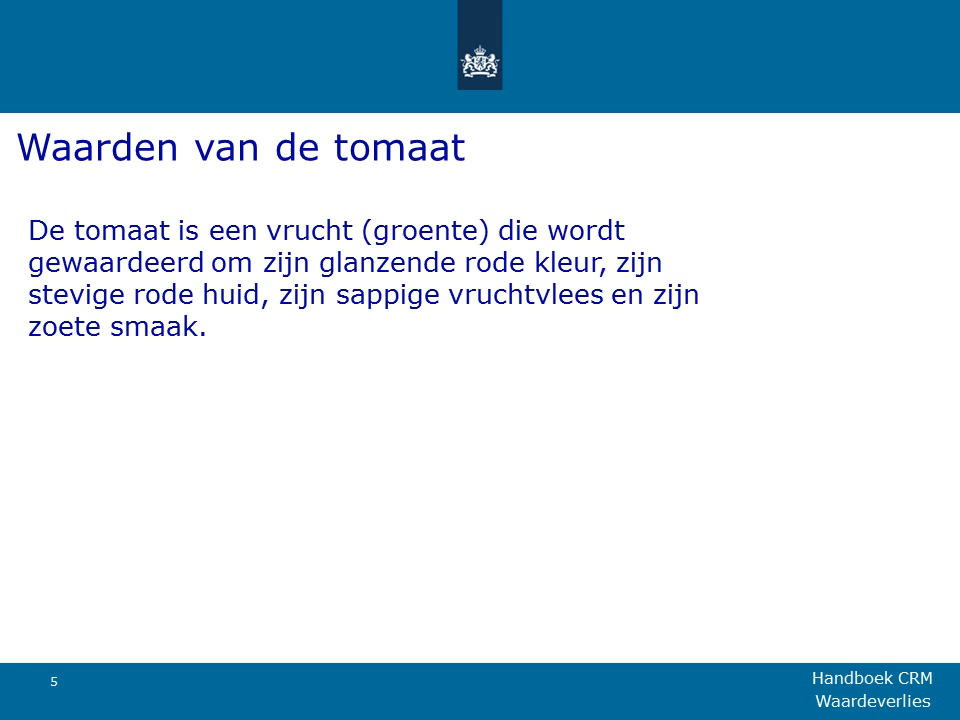 Waarden van de tomaat
De tomaat is een vrucht (groente) die wordt
gewaardeerd om zijn glanzende rode kleur, zijn
stevige rode huid, zijn sappige vruchtvlees en zijn
zoete smaak.
5
Handboek CRM
Waardeverlies